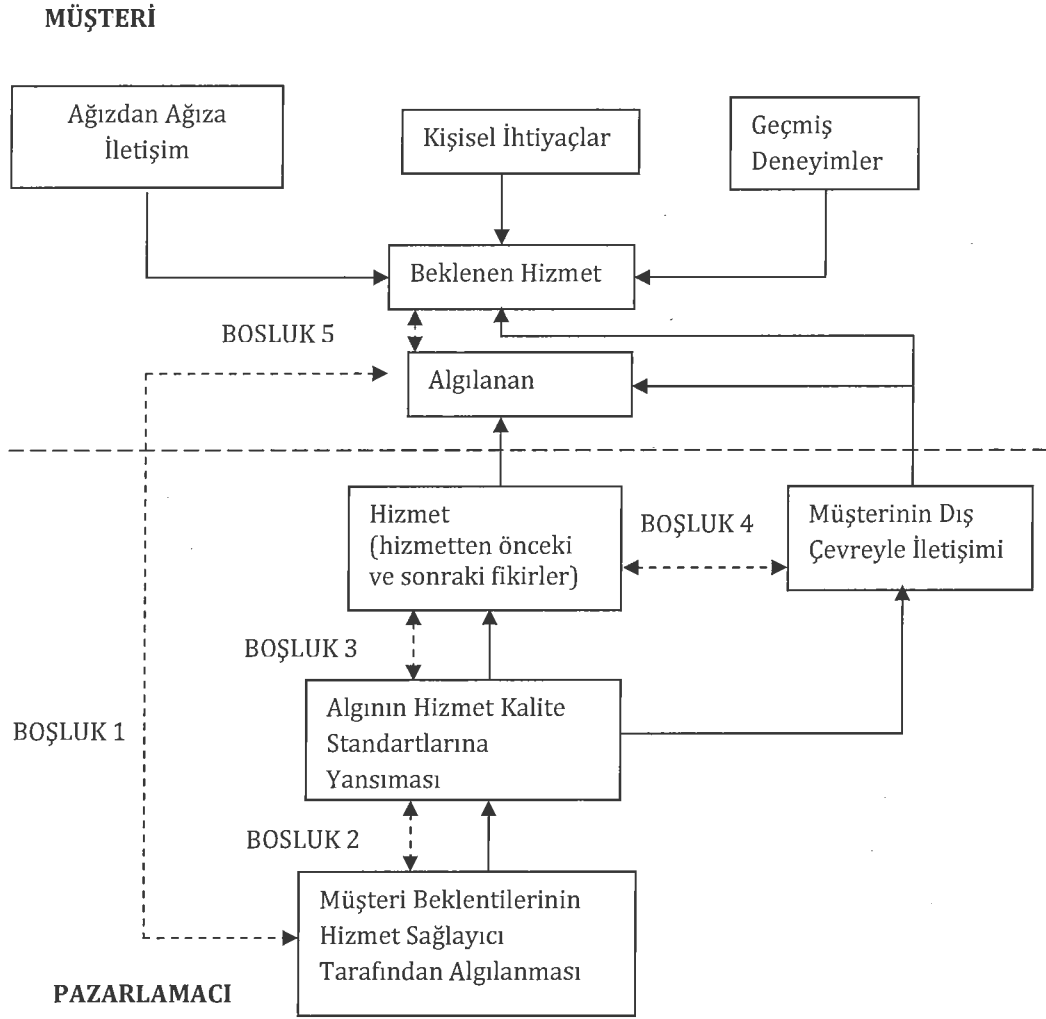 MÜŞTERİ
Ağızdan Ağıza
İletişim
Kişisel İhtiyaçlar
Geçmiş
Deneyimler
Beklenen Hizmet
BOSLUK 5
Algılanan
Hizmet
(hizmetten önceki
ve sonraki fikirler)
BOŞLUK 4
Müşterinin Dış
Çevreyle İletişimi
BOŞLUK 3
Algının Hizmet Kalite
Standartlarına
Yansıması
BOŞLUK 1
BOSLUK 2
Müşteri Beklentilerinin
Hizmet Sağlayıcı
Tarafından Algılanması
PAZARLAMACI